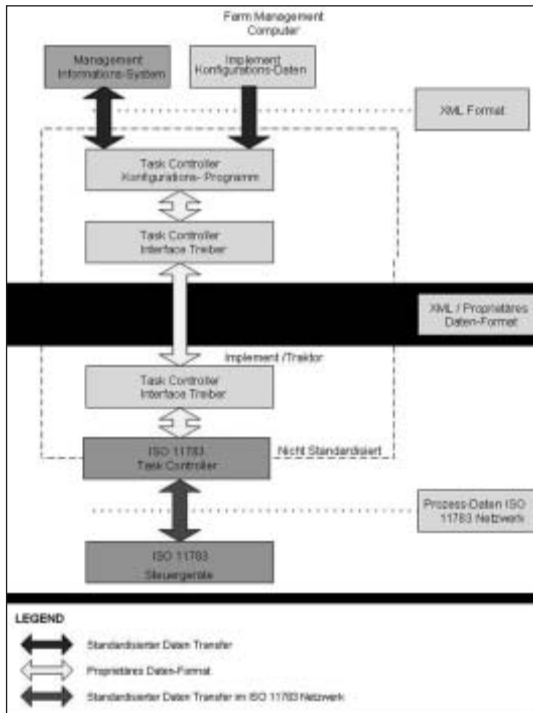 Farm Management
Computer
Management
Informations-System
Implement
Konfigurations-Daten
XML Format
Task Controller
Konfigurations- Programm
Task Controller
Interface Treiber
XML / Proprietäres
Daten-Format
Implement /Traktor
Task Controller
Interface Treiber
ISO 11783
Task Controller
Nicht Standardisiert
Prozess-Daten ISO
11783 Netzwerk
ISO 11783
Steuergeräte
LEGEND
Standardisierter Daten Transfer
Proprietäres Daten-Format
Standardisierter Daten Transfer im ISO 11783 Netzwerk